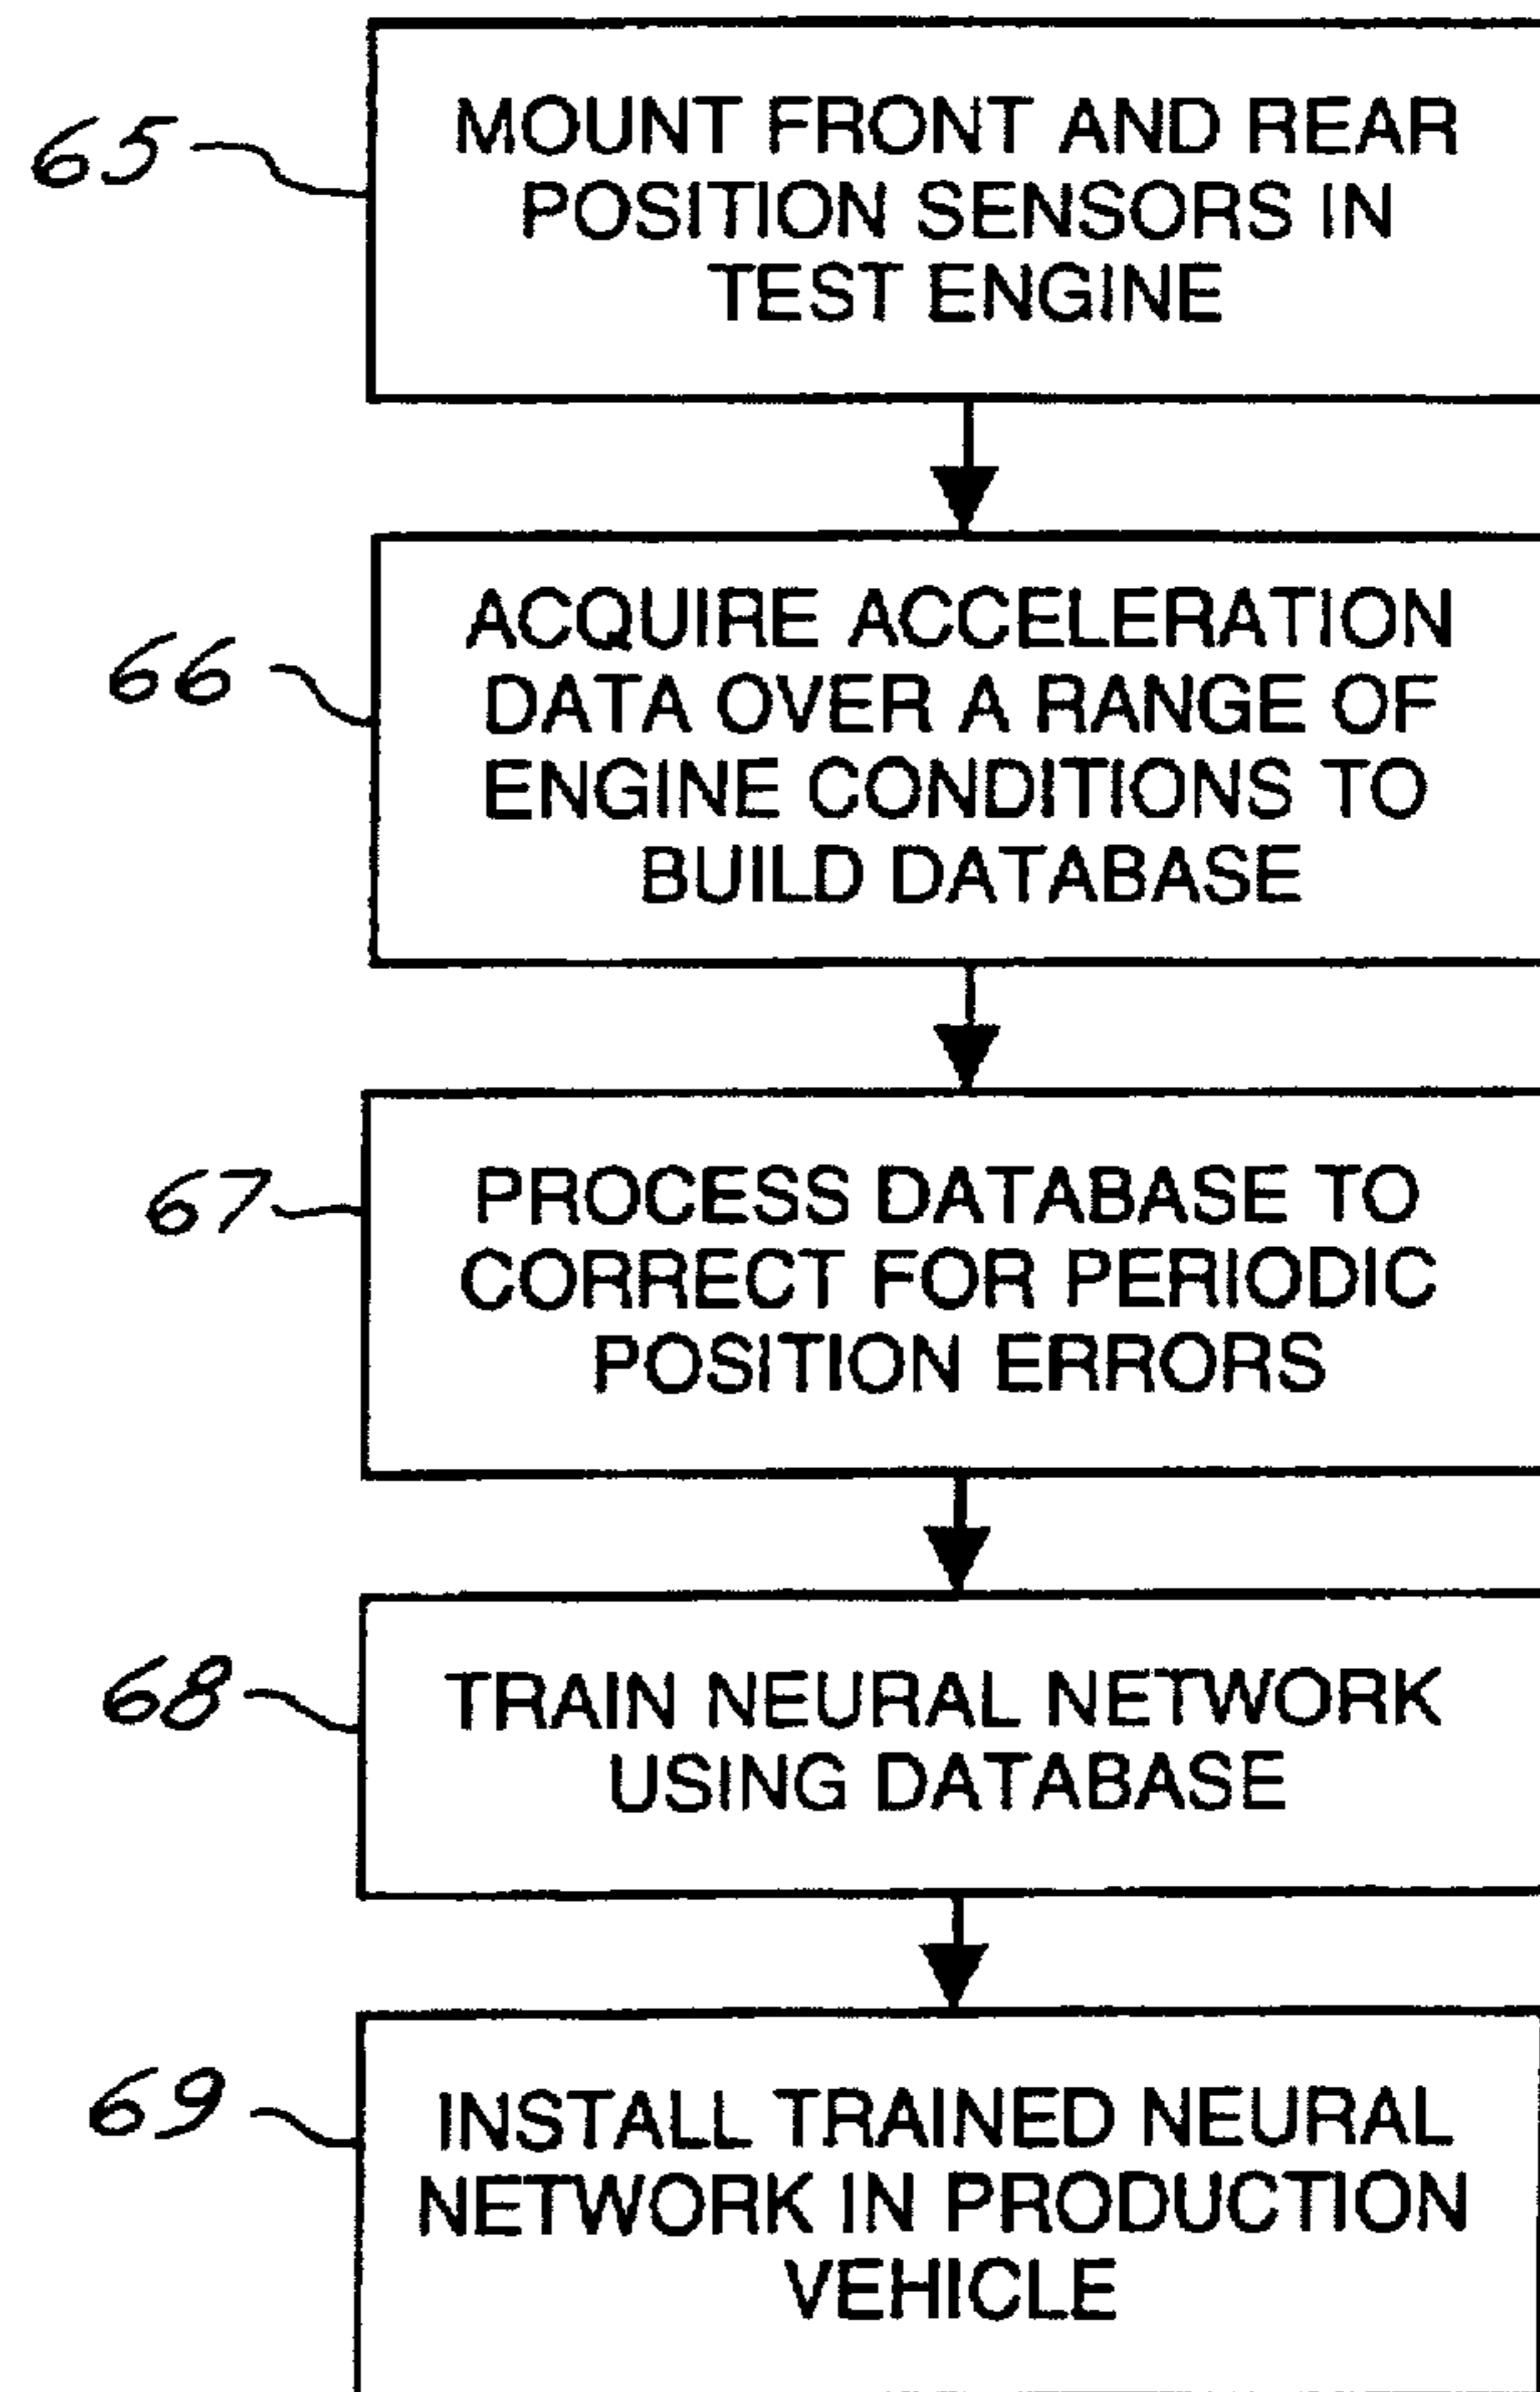 65
MOUNT FRONT AND REAR
POSITION SENSORS IN
TEST ENGINE
66
ACQUIRE ACCELERATION
DATA OVER A RANGE OF
ENGINE CONDITIONS TO
BUILD DATABASE
67
PROCESS DATABASE TO
CORRECT FOR PERIODIC
POSITION ERRORS
68
TRAIN NEURAL NETWORK
USING DATABASE
69
INSTALL TRAINED NEURAL
NETWORK IN PRODUCTION
VEHICLE